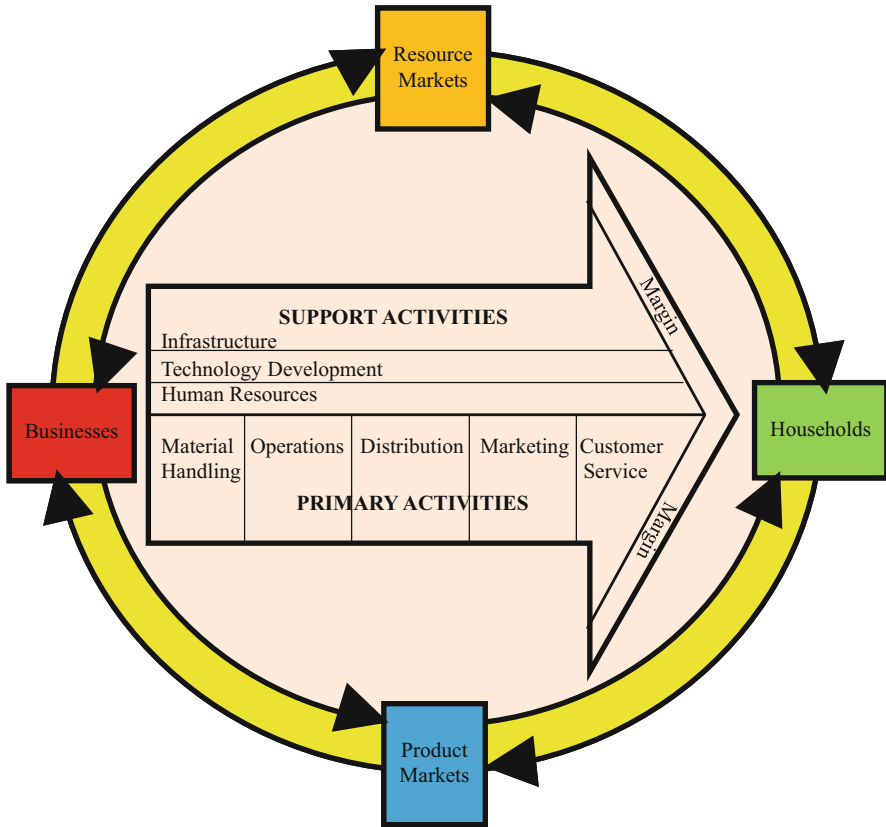 Resource
Markets
Margin
SUPPORT ACTIVITIES
Infrastructure
Technology Development
Human Resources
Businesses
Households
Material
Handling
Operations
Distribution
Marketing
Customer
Service
PRIMARY ACTIVITIES
Margin
Product
Markets